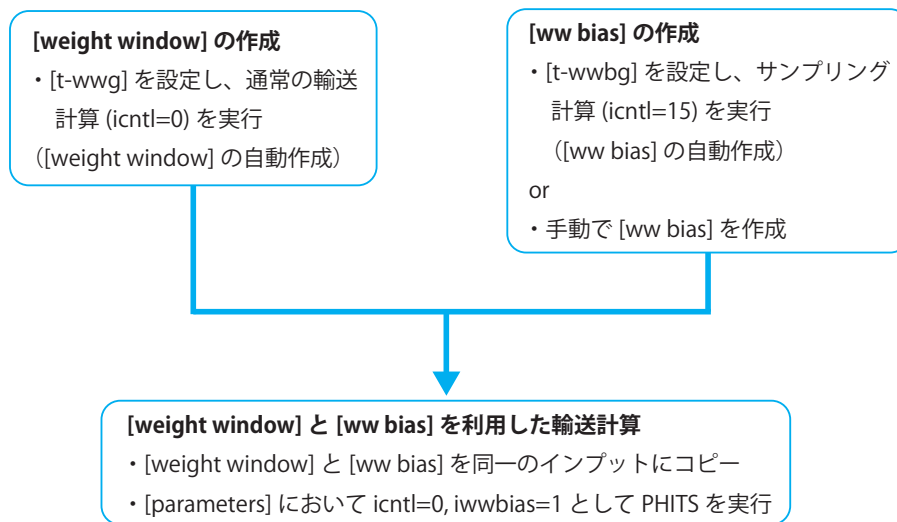 [weight window] の作成
・[t-wwg] を設定し、通常の輸送
計算 (icntl=0) を実行
（[weight window] の自動作成）
[ww bias] の作成
・[t-wwbg] を設定し、サンプリング
計算 (icntl=15) を実行
（[ww bias] の自動作成）
or
・手動で [ww bias] を作成
[weight window] と [ww bias] を利用した輸送計算
・[weight window] と [ww bias] を同一のインプットにコピー
・[parameters] において icntl=0, iwwbias=1 として PHITS を実行